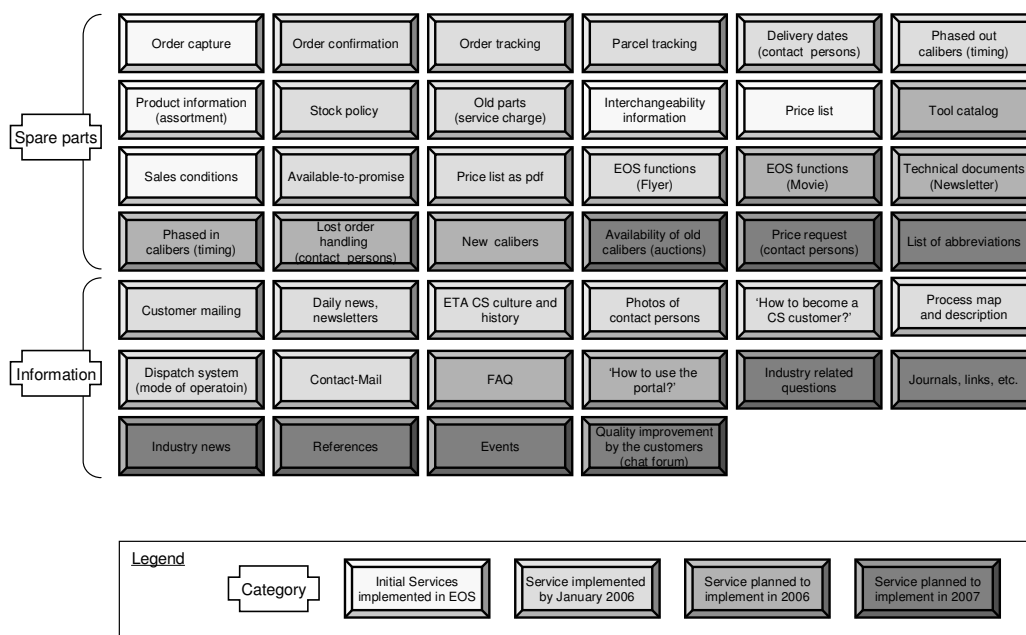 Order capture
Order confirmation
Order tracking
Parcel tracking
Delivery dates
(contact persons)
Phased out
calibers (timing)
Product information
(assortment)
Stock policy
Old parts
(service charge)
Interchangeability
information
Price list
Tool catalog
Spare parts
Sales conditions
Available-to-promise
Price list as pdf
EOS functions
(Flyer)
EOS functions
(Movie)
Technical documents
(Newsletter)
Phased in
calibers (timing)
Lost order
handling
(contact persons)
New calibers
Availability of old
calibers (auctions)
Price request
(contact persons)
List of abbreviations
Customer mailing
Daily news,
newsletters
ETA CS culture and
history
Photos of
contact persons
‘How to become a
CS customer?’
Process map
and description
Information
Dispatch system
(mode of operatoin)
Contact-Mail
FAQ
‘How to use the
portal?’
Industry related
questions
Journals, links, etc.
Industry news
References
Events
Quality improvement
by the customers
(chat forum)
Legend
Category
Initial Services
implemented in EOS
Service implemented
by January 2006
Service planned to
implement in 2006
Service planned to
implement in 2007